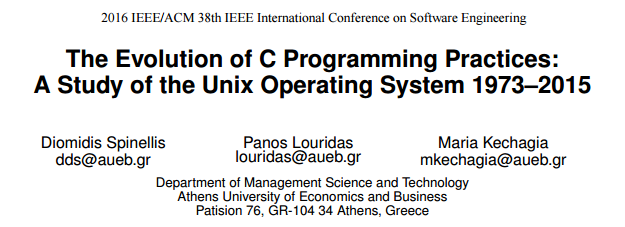 2016 IEEE/ACM 38th IEEE International Conference on Software Engineering
The Evolution of C Programming Practices:
A Study of the Unix Operating System 1973–2015
Diomidis Spinellis
dds@aueb.gr
Panos Louridas
louridas@aueb.gr
Maria Kechagia
mkechagia@aueb.gr
Department of Management Science and Technology
Athens University of Economics and Business
Patision 76, GR-104 34 Athens, Greece